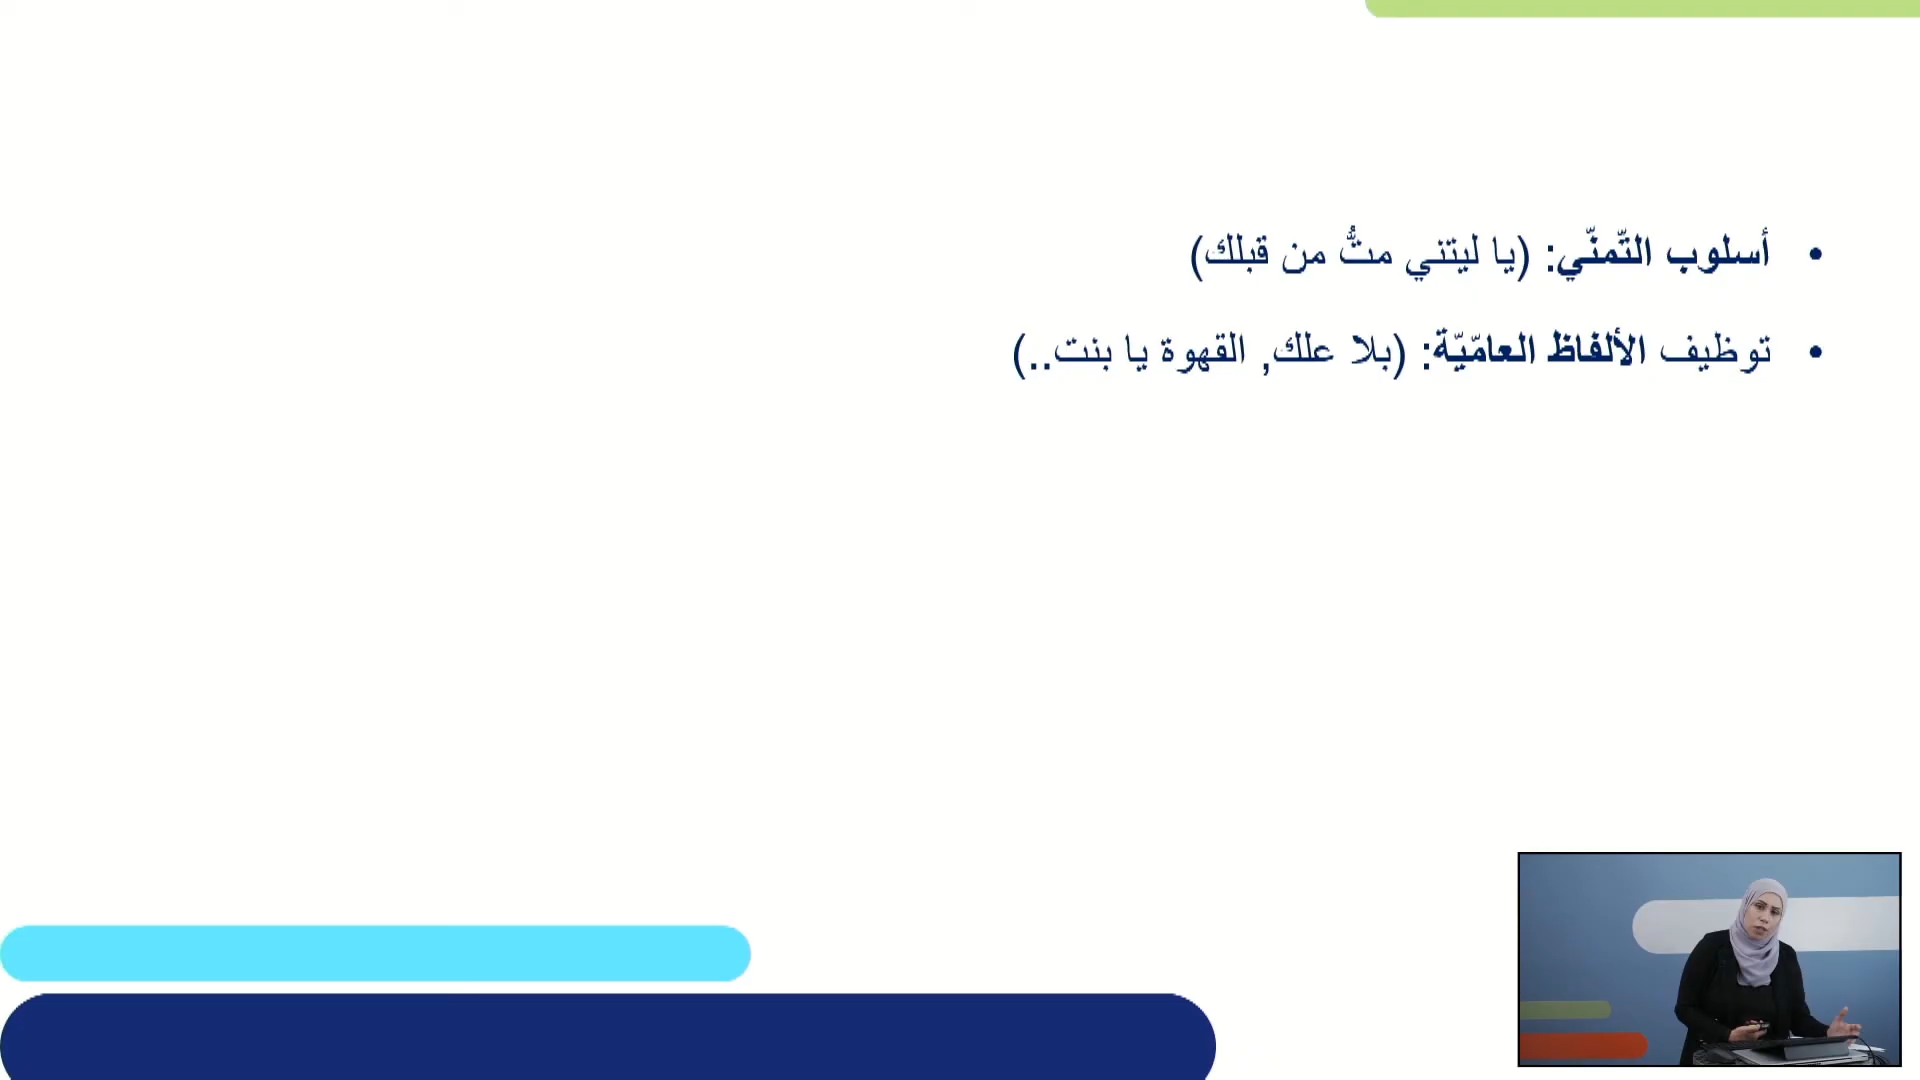 • أسلوب التّمنّي: (يا ليتني متُّ من قبلك)
• توظيف الألفاظ العامّيّة: (بلا علك, القهوة يا بنت..)